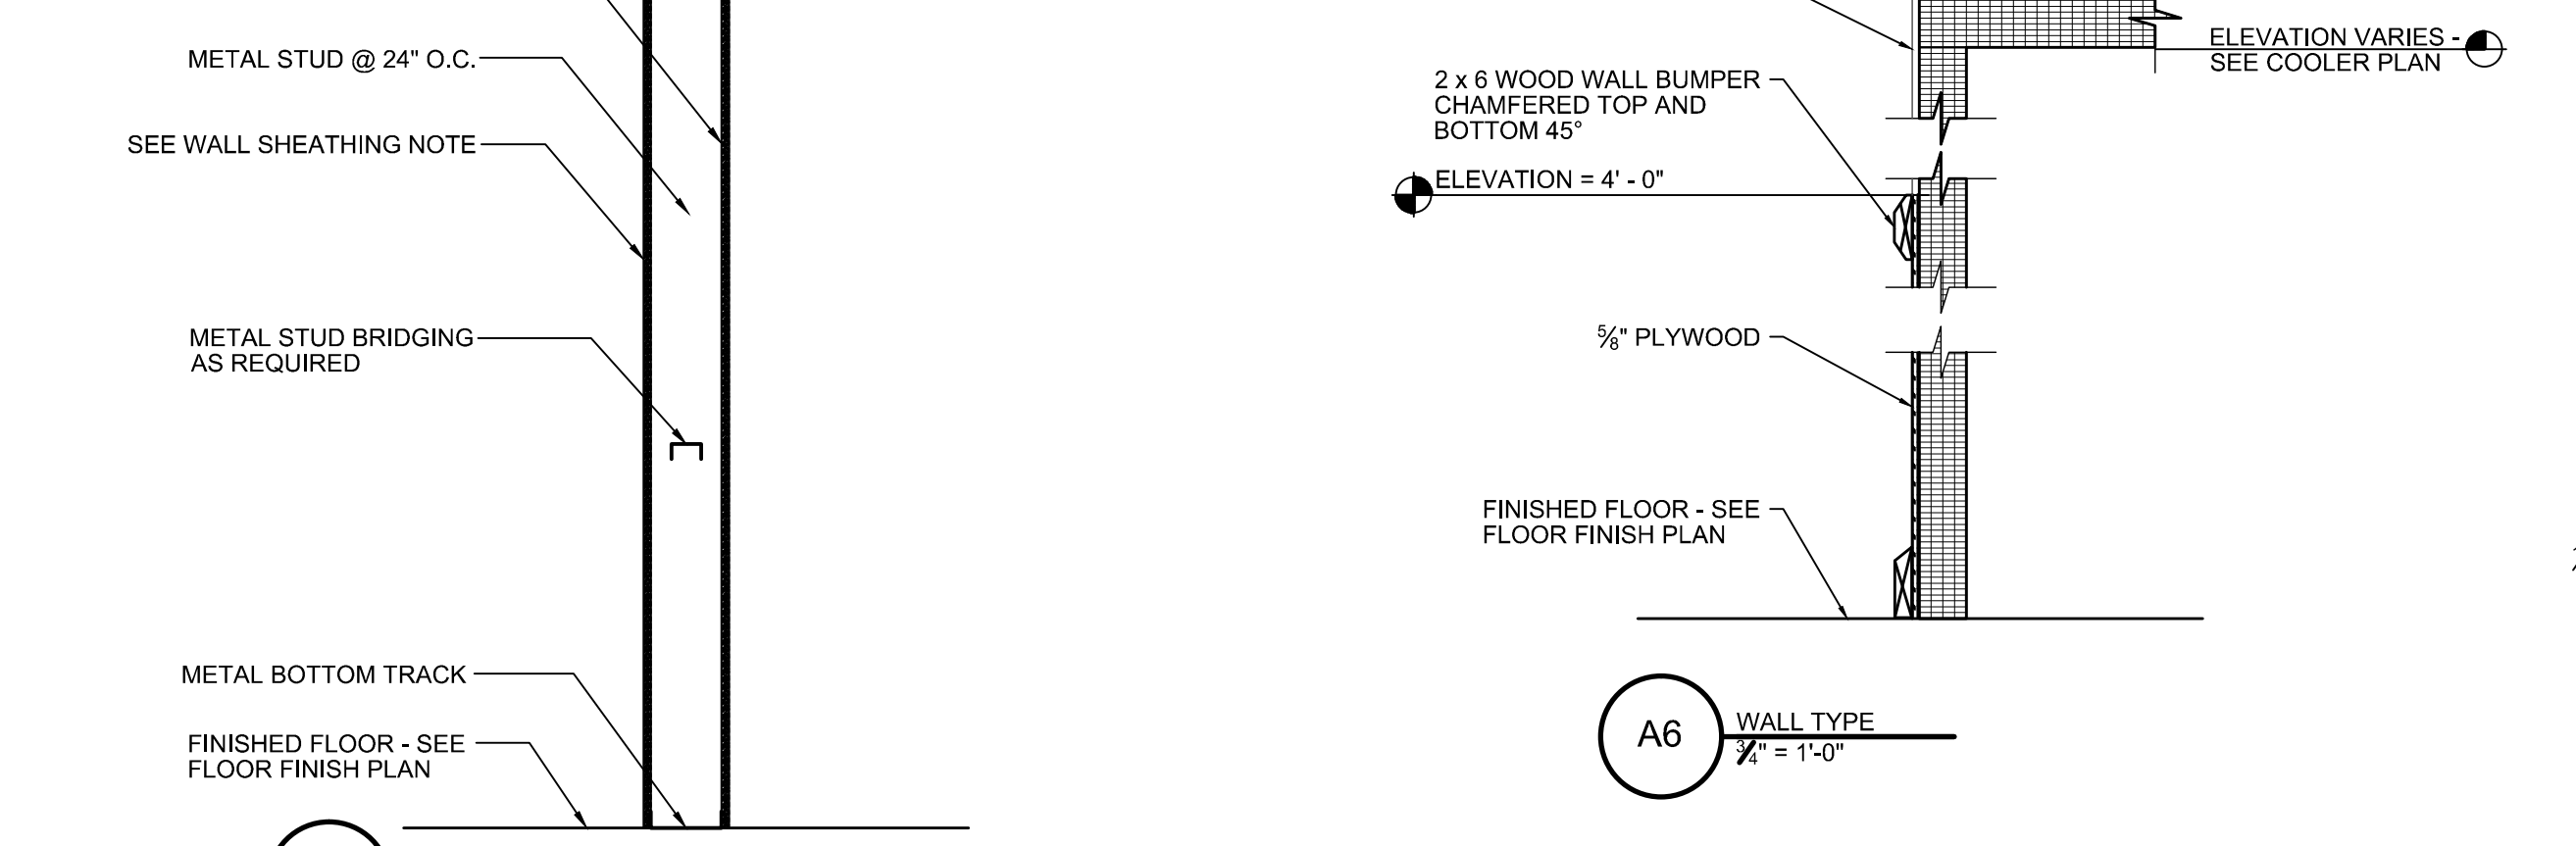 METAL STUD @ 24" O.C.
SEE WALL SHEATHING NOTE
METAL STUD BRIDGING
AS REQUIRED
METAL BOTTOM TRACK
FINISHED FLOOR - SEE
FLOOR FINISH PLAN
ELEVATION VARIES -
SEE COOLER PLAN
2 x 6 WOOD WALL BUMPER
CHAMFERED TOP AND
BOTTOM 45°
ELEVATION = 4' - 0"
5⁄8" PLYWOOD
FINISHED FLOOR - SEE
FLOOR FINISH PLAN
A6
WALL TYPE
3⁄4" = 1'-0"